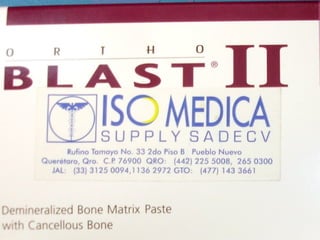 ORTHO
BLAST® II
ISO MEDICA
SUPPLY SADECV
Rufino Tamayo No. 33 2do Piso B Pueblo Nuevo
Querétaro, Qro. C.P. 76900 QRO: (442) 225 5008, 265 0300
JAL: (33) 3125 0094,1136 2972 GTO: (477) 143 3661
Demineralized Bone Matrix Paste
with Cancellous Bone